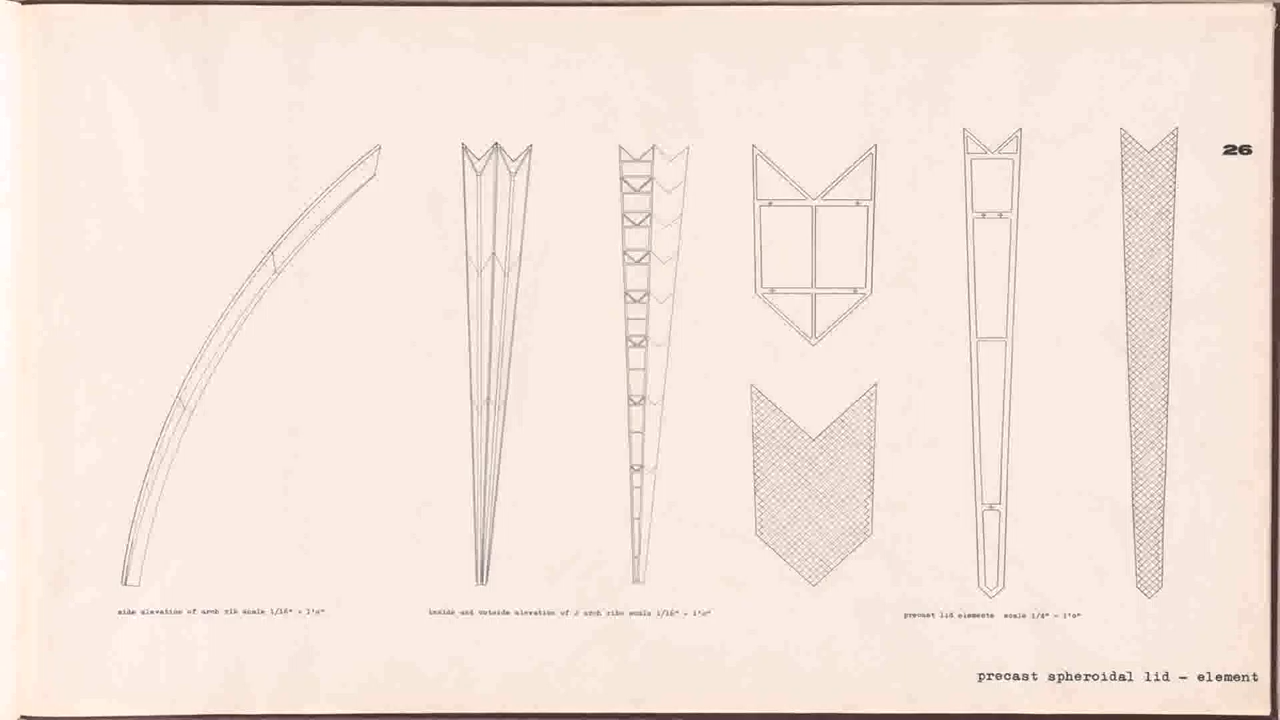 26
side elevation of arch rib scale 1/16" = 1'0"
inside and outside elevation of 2 arch ribs scale 1/16" = 1'0"
precast lid elements scale 1/4" = 1'0"
precast spheroidal lid - element